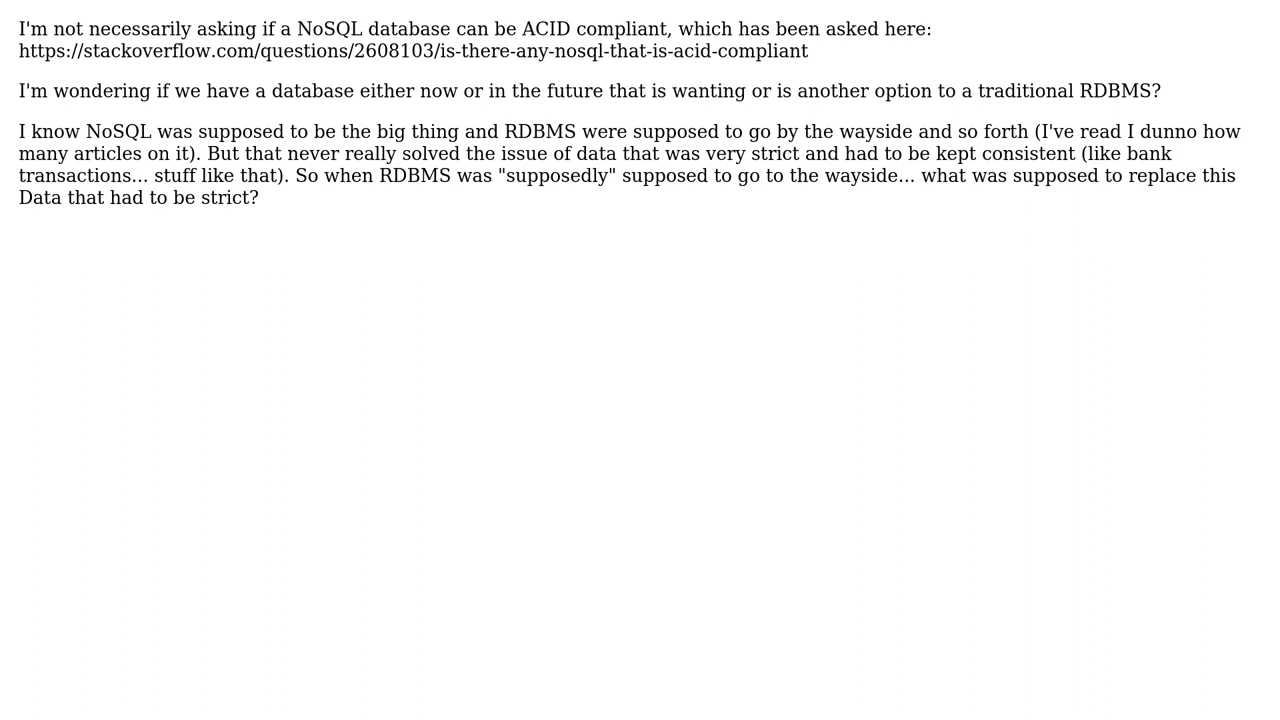 I'm not necessarily asking if a NoSQL database can be ACID compliant, which has been asked here:
https://stackoverflow.com/questions/2608103/is-there-any-nosql-that-is-acid-compliant
I'm wondering if we have a database either now or in the future that is wanting or is another option to a traditional RDBMS?
I know NoSQL was supposed to be the big thing and RDBMS were supposed to go by the wayside and so forth (I've read I dunno how
many articles on it). But that never really solved the issue of data that was very strict and had to be kept consistent (like bank
transactions... stuff like that). So when RDBMS was "supposedly" supposed to go to the wayside... what was supposed to replace this
Data that had to be strict?